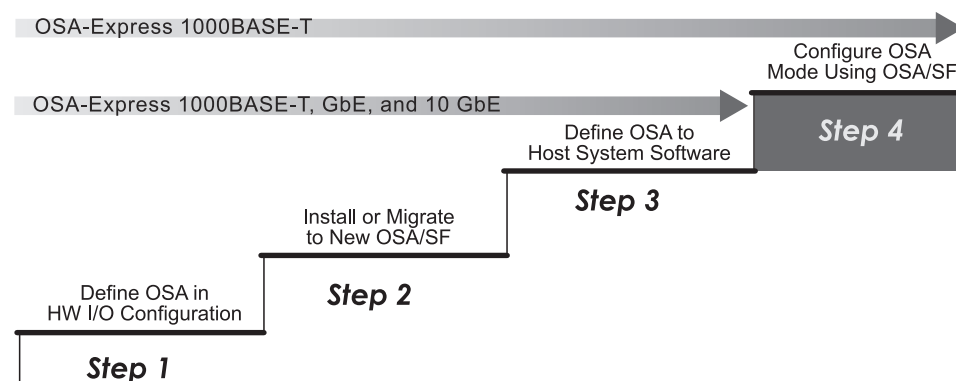 OSA-Express 1000BASE-T
Configure OSA
Mode Using OSA/SF
OSA-Express 1000BASE-T, GbE, and 10 GbE
Step 4
Define OSA to
Host System Software
Step 3
Install or Migrate
to New OSA/SF
Step 2
Define OSA in
HW I/O Configuration
Step 1